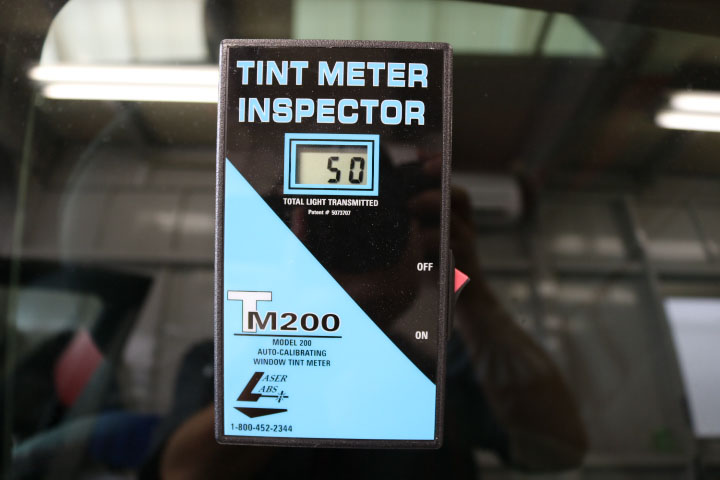 TINT METER
INSPECTOR
50
TOTAL LIGHT TRANSMITTED
Patent # 5073707
OFF
ON
TM200
MODEL 200
AUTO-CALIBRATING
WINDOW TINT METER
LASER
LABS
1-800-452-2344